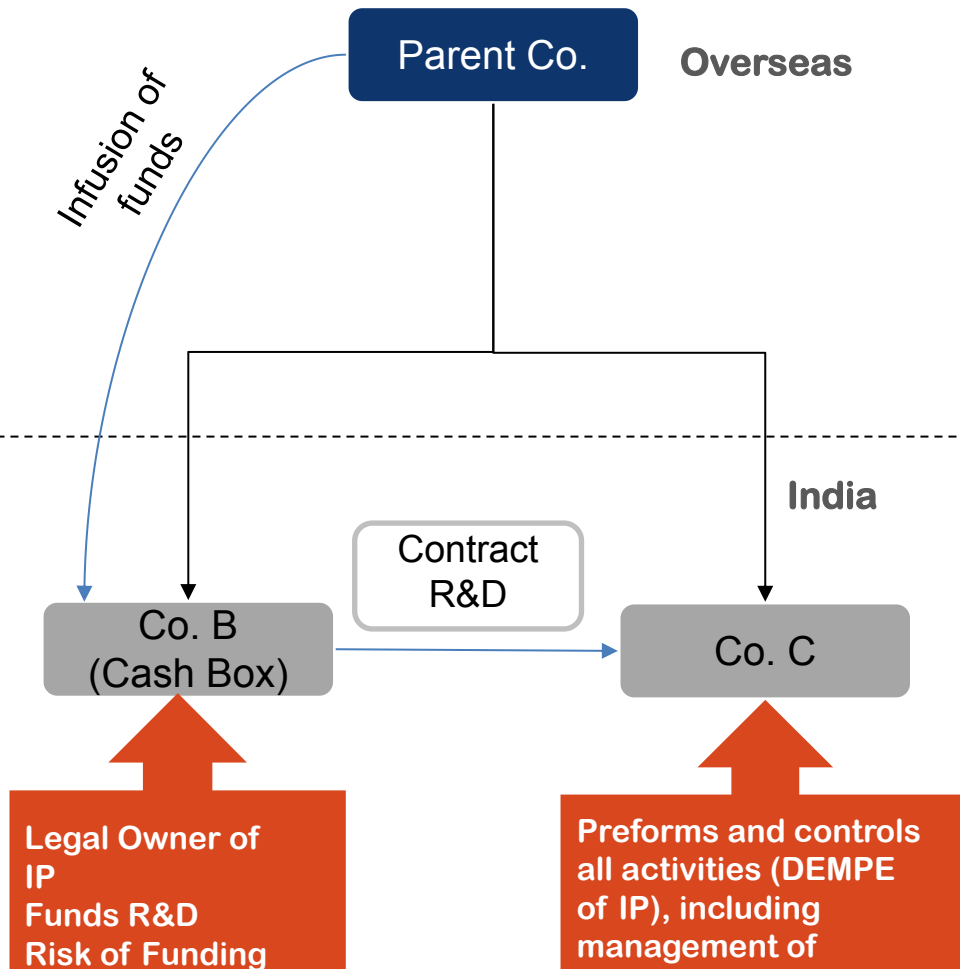 Parent Co.
Overseas
Infusion of
funds
India
Contract
R&D
Co. B
(Cash Box)
Co. C
Legal Owner of
IP
Funds R&D
Risk of Funding
Preforms and controls
all activities (DEMPE
of IP), including
management of